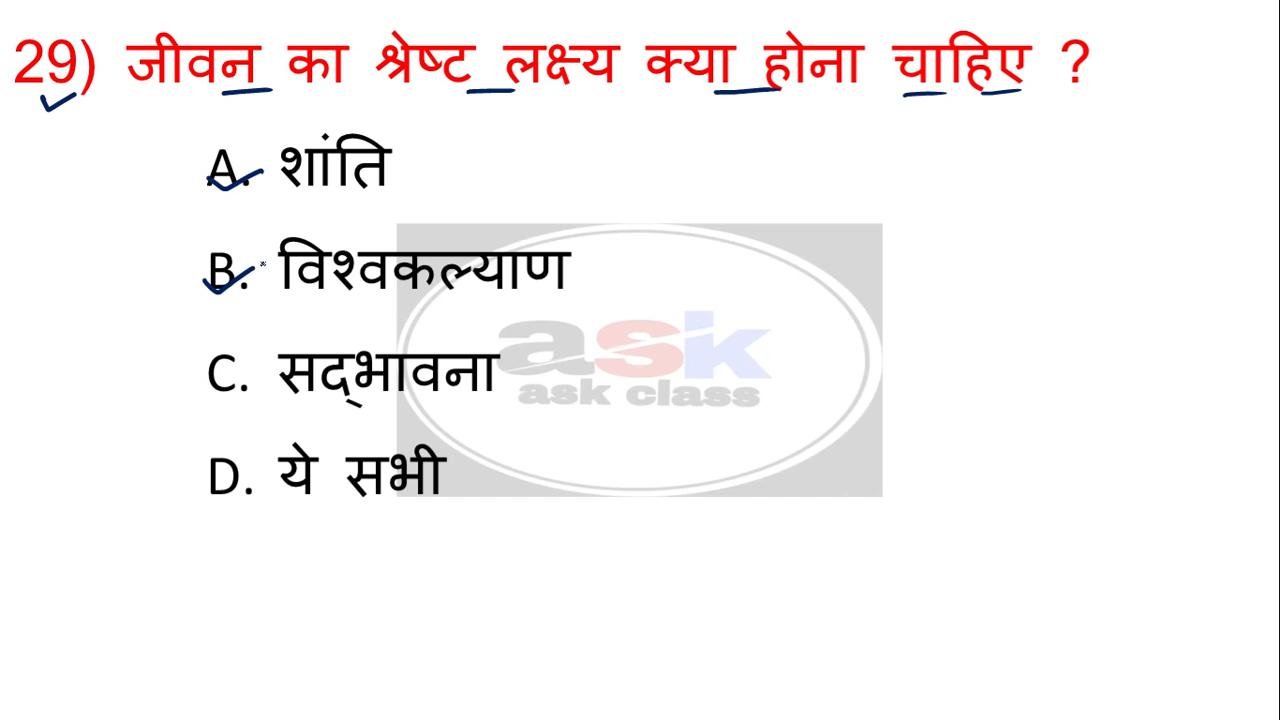 29) जीवन का श्रेष्ट लक्ष्य क्या होना चाहिए ?
A. शांति
B. विश्वकल्याण
ask
C. सद्‌भावना
ask class
D. ये सभी